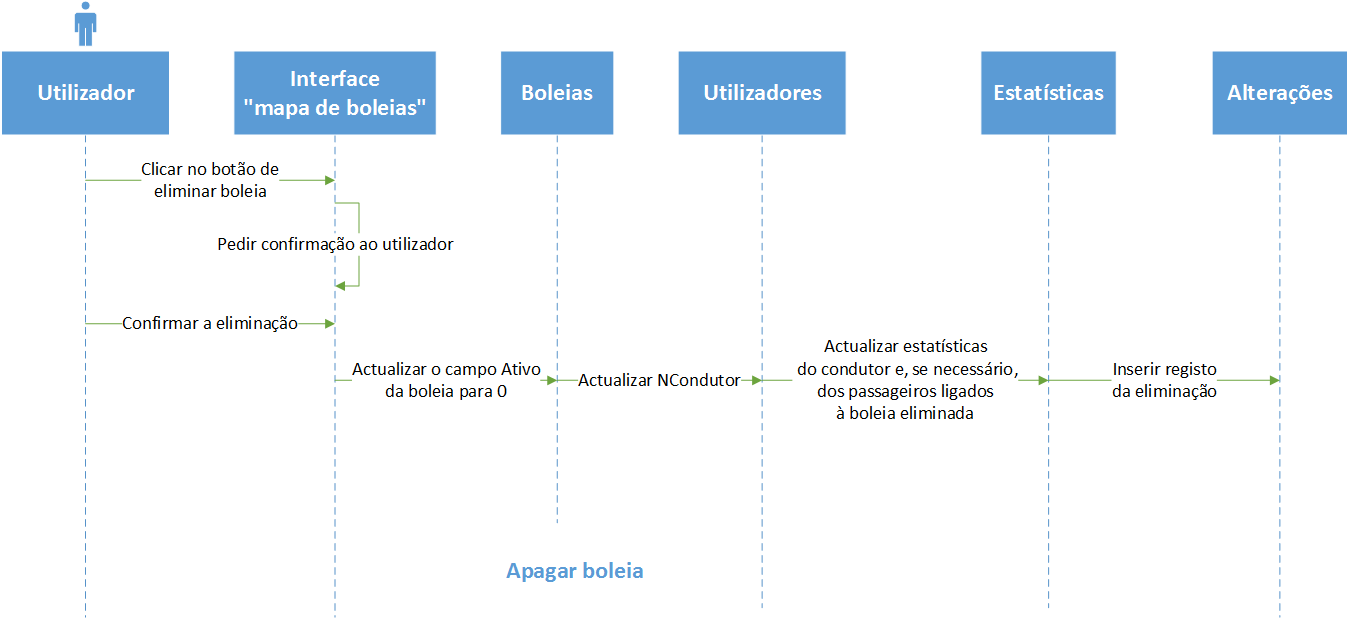 Utilizador
Interface
"mapa de boleias"
Boleias
Utilizadores
Estatísticas
Alterações
Clicar no botão de
eliminar boleia
Pedir confirmação ao utilizador
Confirmar a eliminação
Actualizar o campo Ativo
da boleia para 0
Actualizar NCondutor
Actualizar estatísticas
do condutor e, se necessário,
dos passageiros ligados
à boleia eliminada
Inserir registo
da eliminação
Apagar boleia